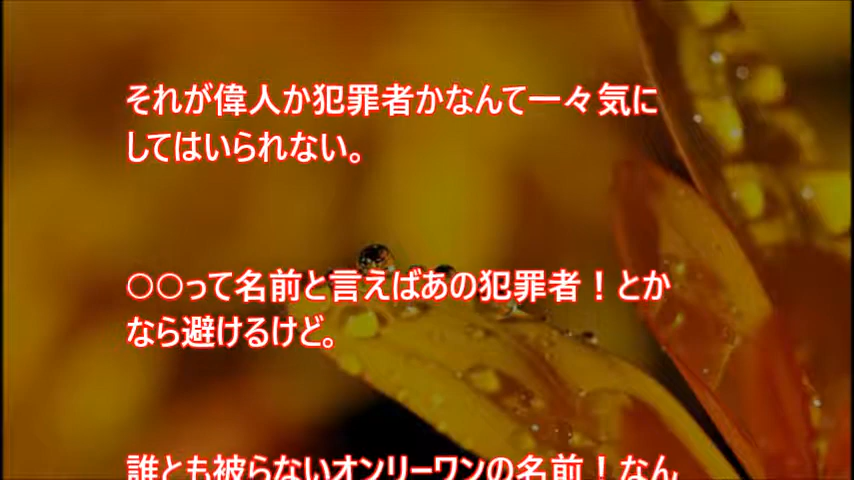 それが偉人か犯罪者かなんて一々気に
してはいられない。
○○って名前と言えばあの犯罪者！とか
なら避けるけど。
誰とも被らないオンリーワンの名前！なん